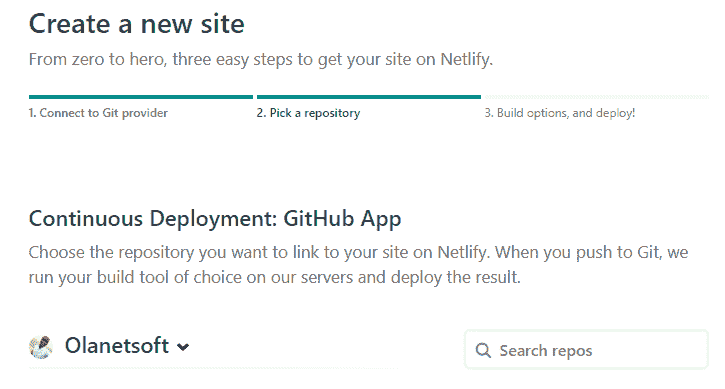 Create a new site
From zero to hero, three easy steps to get your site on Netlify.
1. Connect to Git provider
2. Pick a repository
3. Build options, and deploy!
Continuous Deployment: GitHub App
Choose the repository you want to link to your site on Netlify. When you push to Git, we
run your build tool of choice on our servers and deploy the result.
Olanetsoft
Search repos